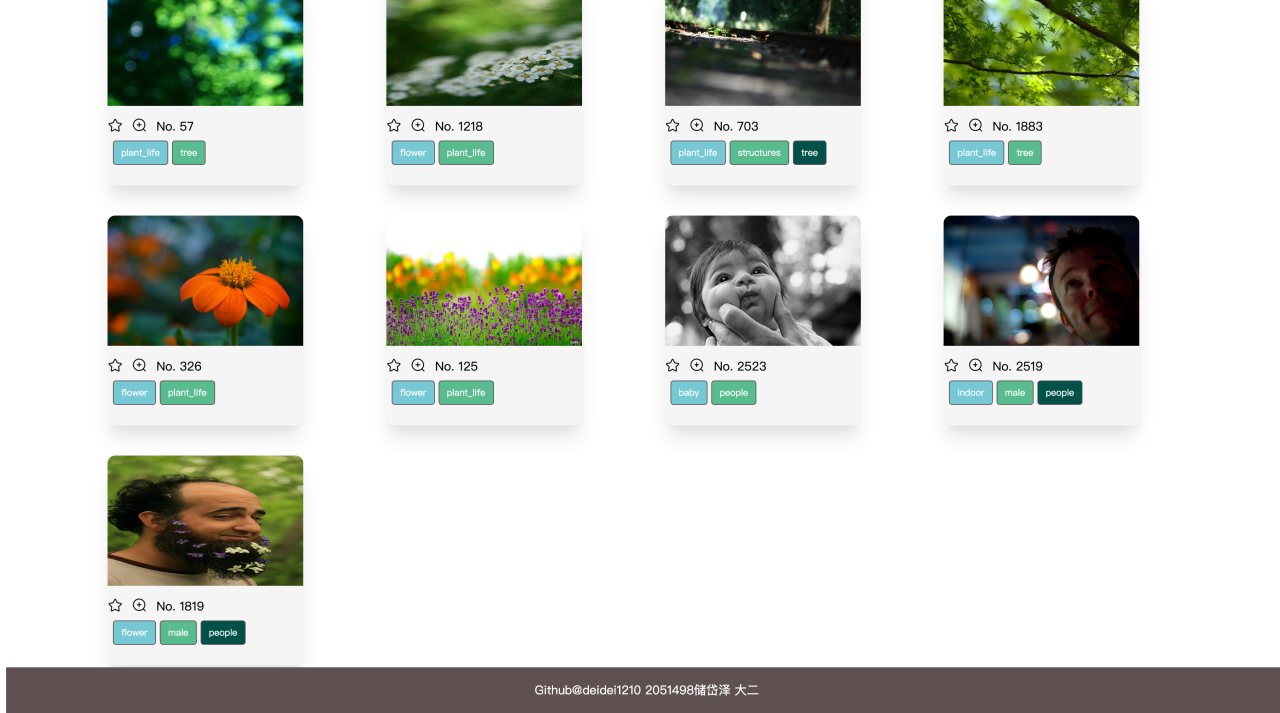 No. 57
plant_life tree
No. 1218
flower plant_life
No. 703
plant_life structures tree
No. 1883
plant_life tree
No. 326
flower plant_life
No. 125
flower plant_life
No. 2523
baby people
No. 2519
indoor male people
No. 1819
flower male people
Github@deidei1210 2051498储岱泽 大二